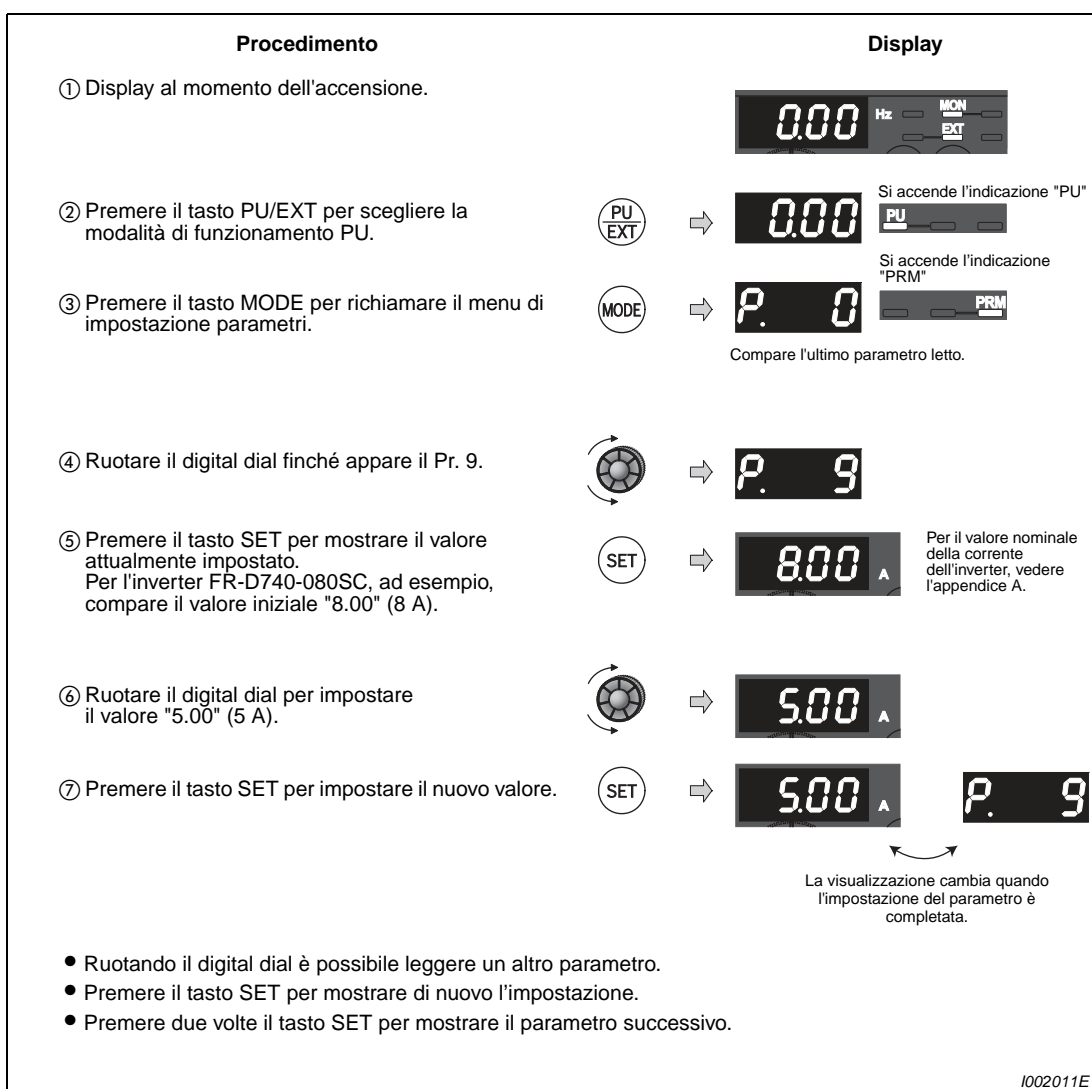 Procedimento
Display
① Display al momento dell'accensione.
0.00 Hz MON EXT
② Premere il tasto PU/EXT per scegliere la
modalità di funzionamento PU.
PU
EXT
0.00
Si accende l'indicazione "PU"
PU
③ Premere il tasto MODE per richiamare il menu di
impostazione parametri.
MODE
P. 0
Si accende l'indicazione
"PRM"
PRM
Compare l'ultimo parametro letto.
④ Ruotare il digital dial finché appare il Pr. 9.
P. 9
⑤ Premere il tasto SET per mostrare il valore
attualmente impostato.
Per l'inverter FR-D740-080SC, ad esempio,
compare il valore iniziale "8.00" (8 A).
SET
8.00 A
Per il valore nominale
della corrente
dell'inverter, vedere
l'appendice A.
⑥ Ruotare il digital dial per impostare
il valore "5.00" (5 A).
5.00 A
⑦ Premere il tasto SET per impostare il nuovo valore.
SET
5.00 A
P. 9
La visualizzazione cambia quando
l'impostazione del parametro è
completata.
● Ruotando il digital dial è possibile leggere un altro parametro.
● Premere il tasto SET per mostrare di nuovo l'impostazione.
● Premere due volte il tasto SET per mostrare il parametro successivo.
I002011E